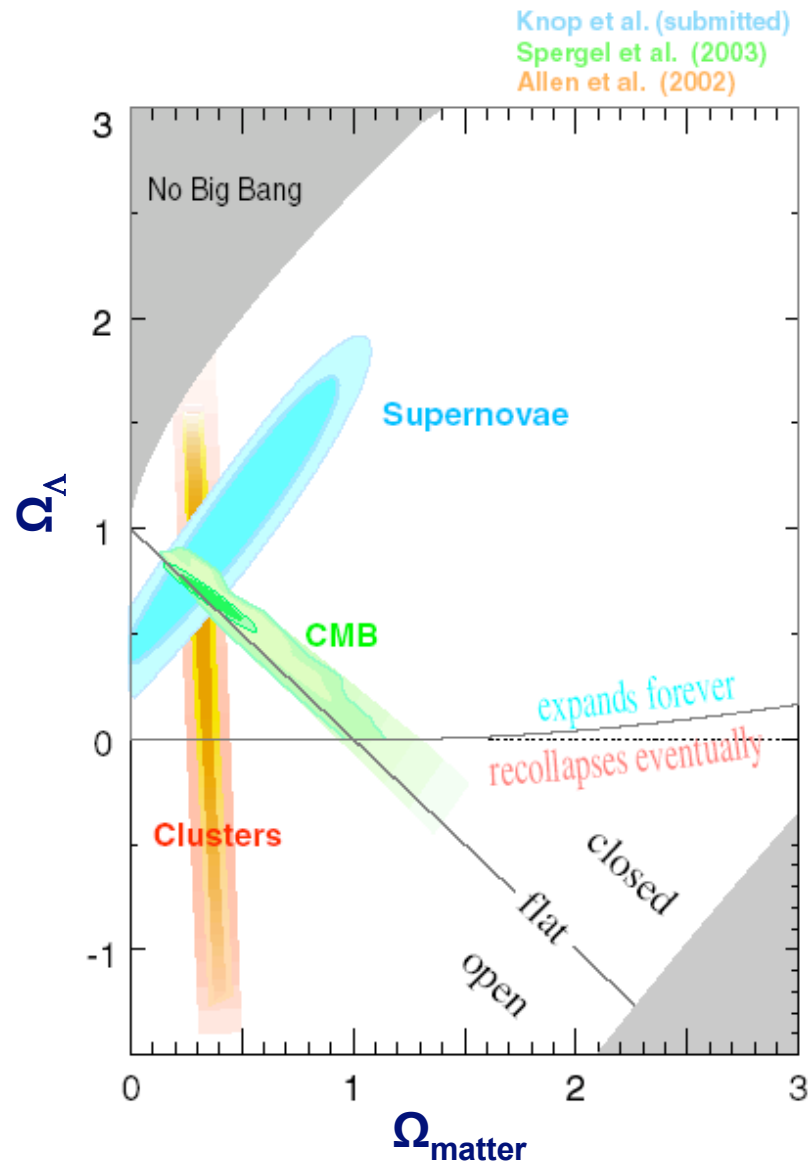 Knop et al. (submitted)
Spergel et al. (2003)
Allen et al. (2002)
3
No Big Bang
2
Supernovae
ΩΛ
1
CMB
expands forever
0
recollapses eventually
Clusters
closed
flat
-1
open
0 1 2 3
Ωmatter